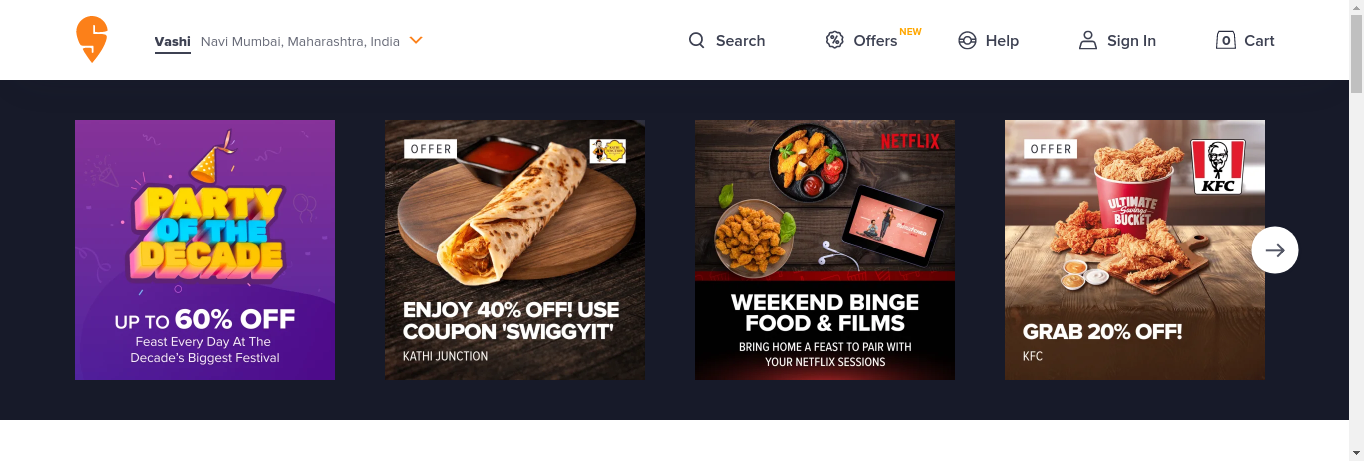 Vashi Navi Mumbai, Maharashtra, India
Search
Offers NEW
Help
Sign In
0 Cart
PARTY
OF THE
DECADE
UP TO 60% OFF
Feast Every Day At The
Decade's Biggest Festival
OFFER
ENJOY 40% OFF! USE
COUPON 'SWIGGYIT'
KATHI JUNCTION
NETFLIX
WEEKEND BINGE
FOOD & FILMS
BRING HOME A FEAST TO PAIR WITH
YOUR NETFLIX SESSIONS
OFFER
KFC
ULTIMATE
Savings
BUCKET
GRAB 20% OFF!
KFC